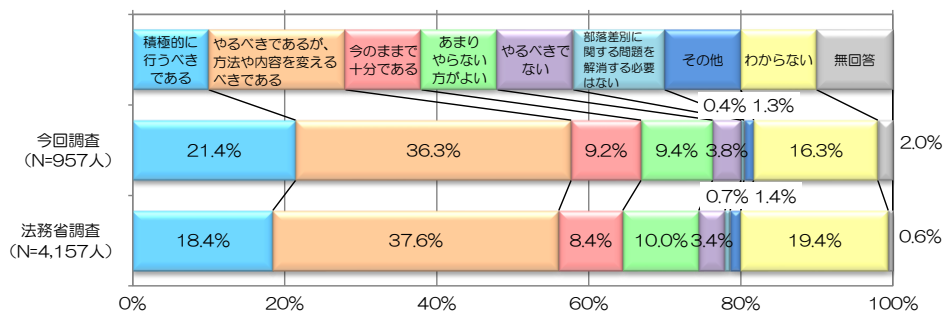 積極的に
行うべき
である
やるべきであるが、
方法や内容を変える
べきである
今のままで
十分である
あまり
やらない
方がよい
やるべきで
ない
部落差別に
関する問題を
解消する必要
はない
その他
わからない
無回答
0.4% 1.3%
今回調査
（N=957人）
21.4% 36.3% 9.2% 9.4% 3.8% 16.3% 2.0%
0.7% 1.4%
法務省調査
（N=4,157人）
18.4% 37.6% 8.4% 10.0% 3.4% 19.4% 0.6%
0% 20% 40% 60% 80% 100%